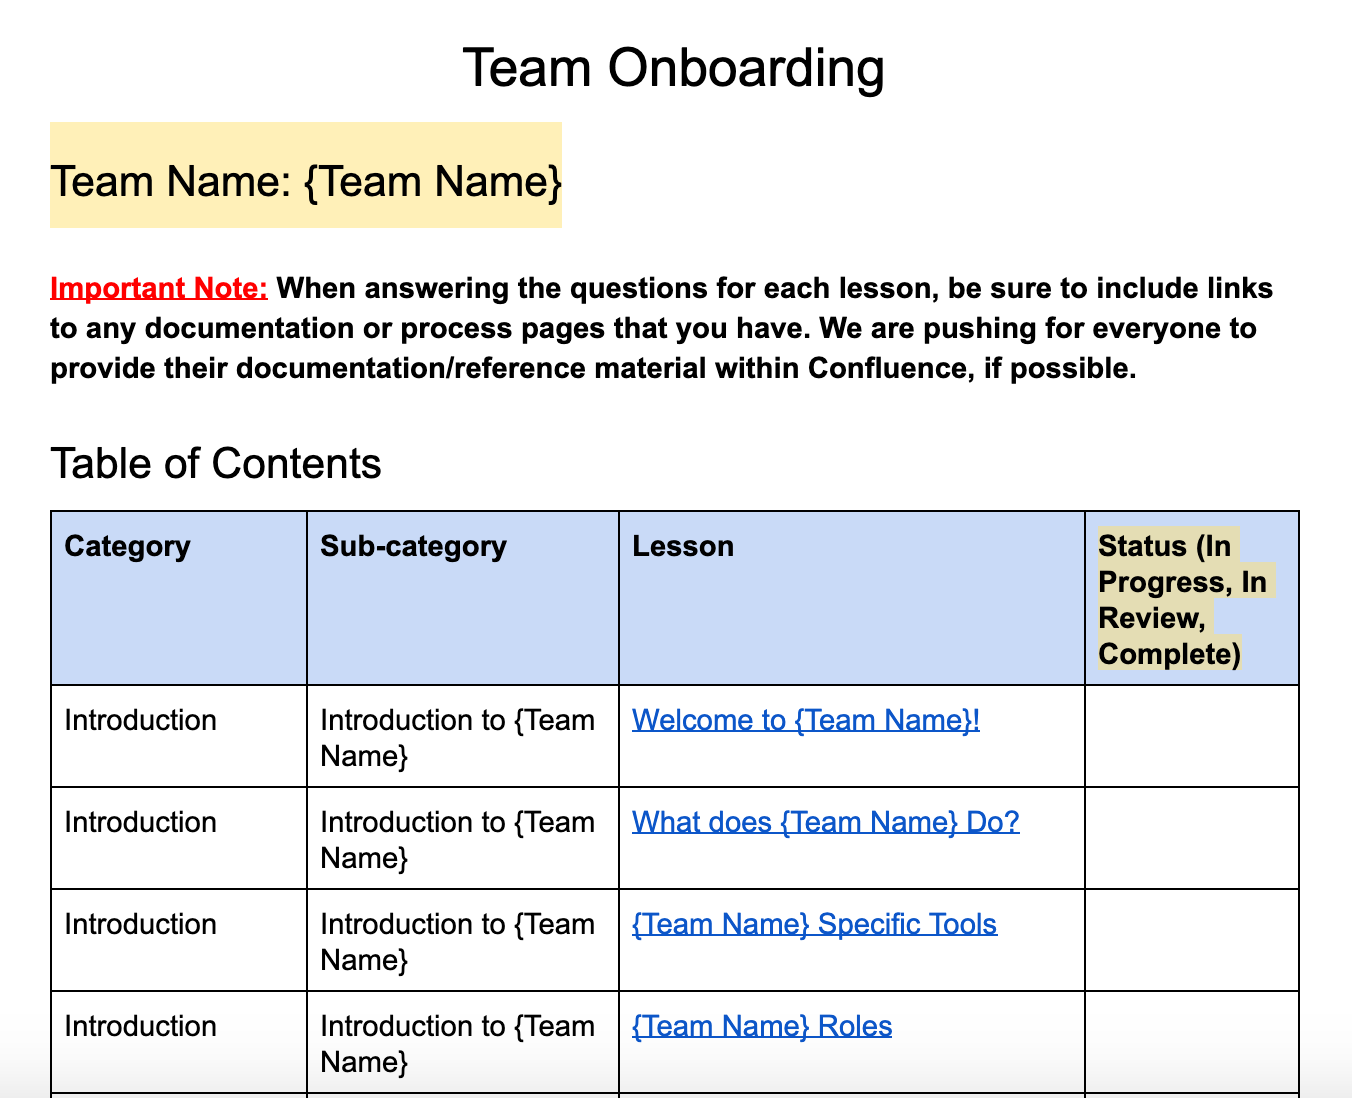 Team Onboarding
Team Name: {Team Name}
Important Note: When answering the questions for each lesson, be sure to include links
to any documentation or process pages that you have. We are pushing for everyone to
provide their documentation/reference material within Confluence, if possible.
Table of Contents
Category
Sub-category
Lesson
Status (In
Progress, In
Review,
Complete)
Introduction
Introduction to {Team
Name}
Welcome to {Team Name}!
Introduction
Introduction to {Team
Name}
What does {Team Name} Do?
Introduction
Introduction to {Team
Name}
{Team Name} Specific Tools
Introduction
Introduction to {Team
Name}
{Team Name} Roles